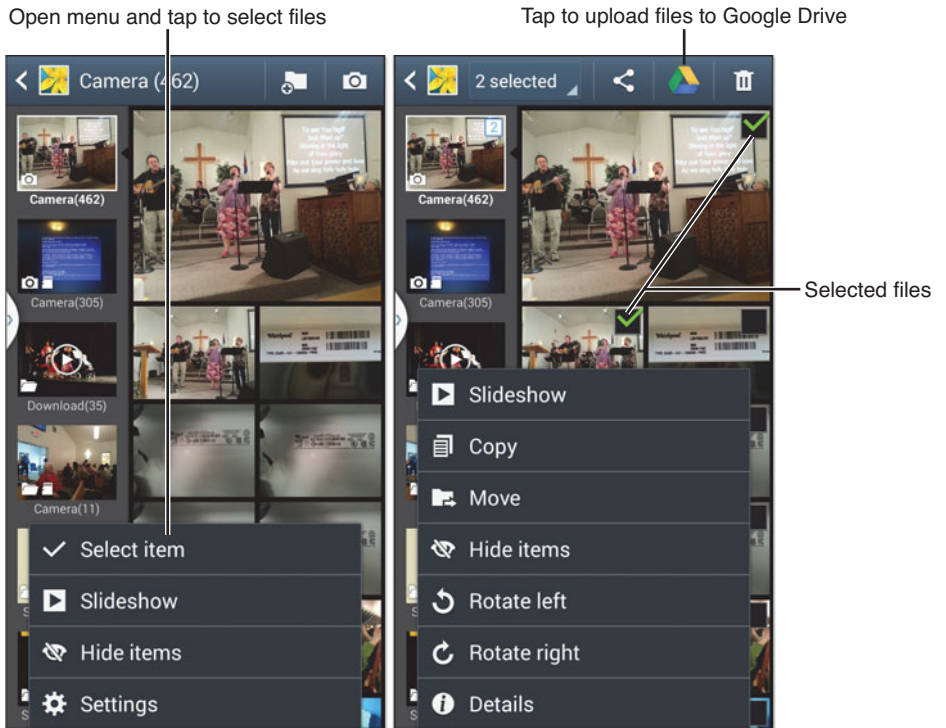 Open menu and tap to select files
Tap to upload files to Google Drive
Camera (462)
Camera(462)
Camera(305)
Download(35)
Camera(11)
Select item
Slideshow
Hide items
Settings
2 selected
2
Camera(462)
Camera(305)
Selected files
Slideshow
Copy
Move
Hide items
Rotate left
Rotate right
Details